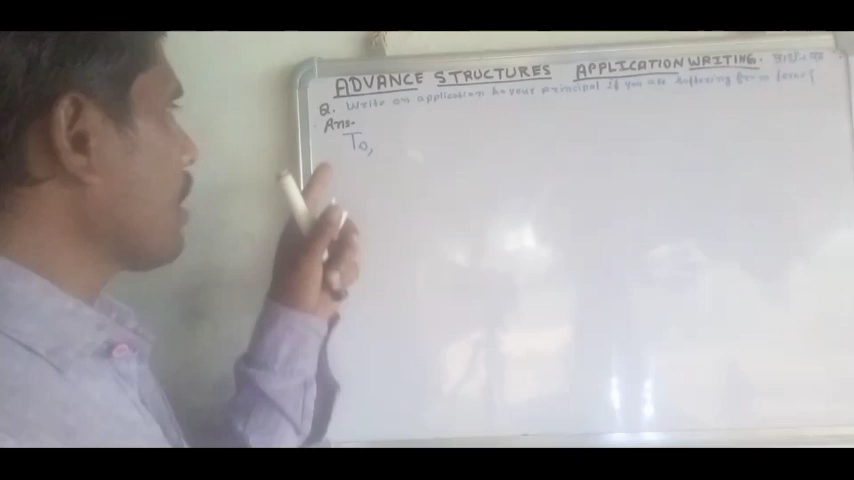 ADVANCE STRUCTURES APPLICATION WRITING.
Q. Write an application to your principal if you are suffering from fever
Ans-
To,